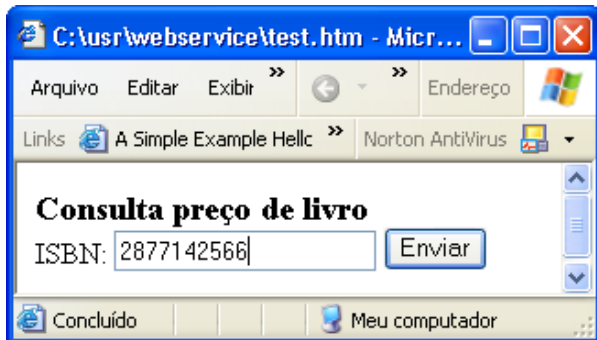 C:\usr\webservice\test.htm - Micr...
Arquivo Editar Exibir » » Endereço
Links A Simple Example Hellc » Norton AntiVirus
Consulta preço de livro
ISBN: 2877142566 Enviar
Concluído Meu computador